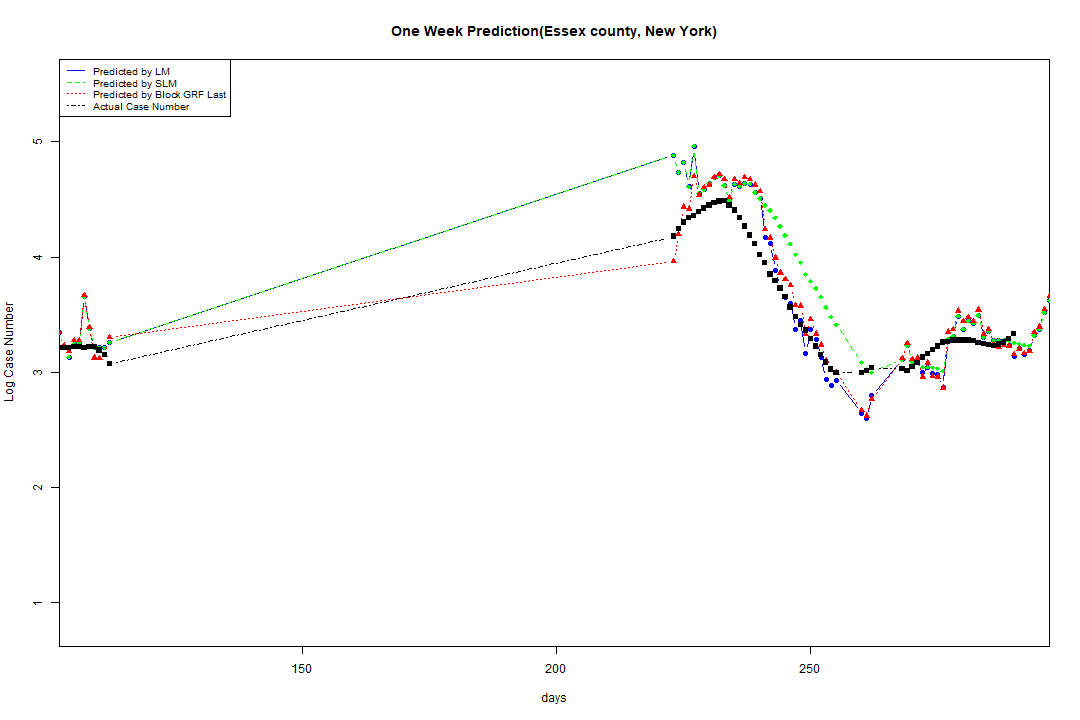 One Week Prediction(Essex county, New York)
Predicted by LM
Predicted by SLM
Predicted by Block GRF Last
Actual Case Number
Log Case Number
5
4
3
2
1
150
200
250
days